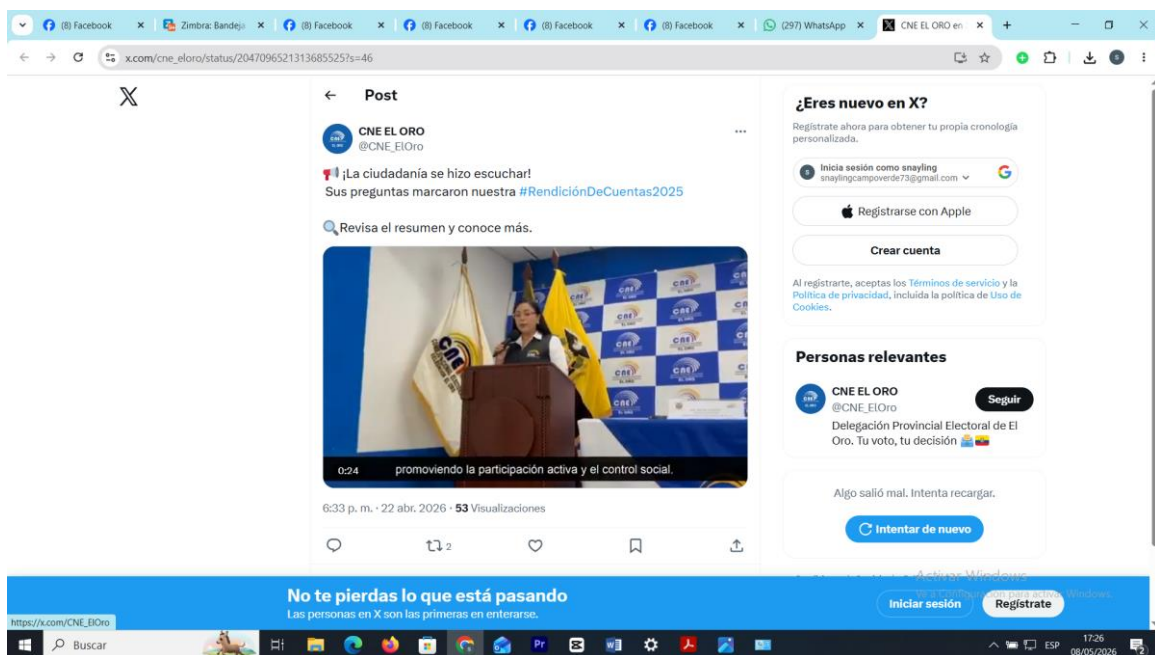 (8) Facebook
Zimbra: Bandeja
(8) Facebook
(8) Facebook
(8) Facebook
(8) Facebook
(297) WhatsApp
CNE EL ORO en
x.com/cne_eloro/status/2047096521313685525?s=46
Post
CNE EL ORO
@CNE_ElOro
¡La ciudadanía se hizo escuchar!
Sus preguntas marcaron nuestra #RendiciónDeCuentas2025
Revisa el resumen y conoce más.
CNE
EL ORO
0:24
promoviendo la participación activa y el control social.
6:33 p. m. · 22 abr. 2026 · 53 Visualizaciones
2
¿Eres nuevo en X?
Regístrate ahora para obtener tu propia cronología
personalizada.
Inicia sesión como snayling
snaylingcampoverde73@gmail.com
Registrarse con Apple
Crear cuenta
Al registrarte, aceptas los Términos de servicio y la
Política de privacidad, incluida la política de Uso de
Cookies.
Personas relevantes
CNE EL ORO
@CNE_ElOro
Seguir
Delegación Provincial Electoral de El
Oro. Tu voto, tu decisión
Algo salió mal. Intenta recargar.
Intentar de nuevo
Activar Windows
Ve a Configuración para activar Windows.
No te pierdas lo que está pasando
Las personas en X son las primeras en enterarse.
Iniciar sesión
Regístrate
https://x.com/CNE_ElOro
Buscar
ESP
17:26
08/05/2026